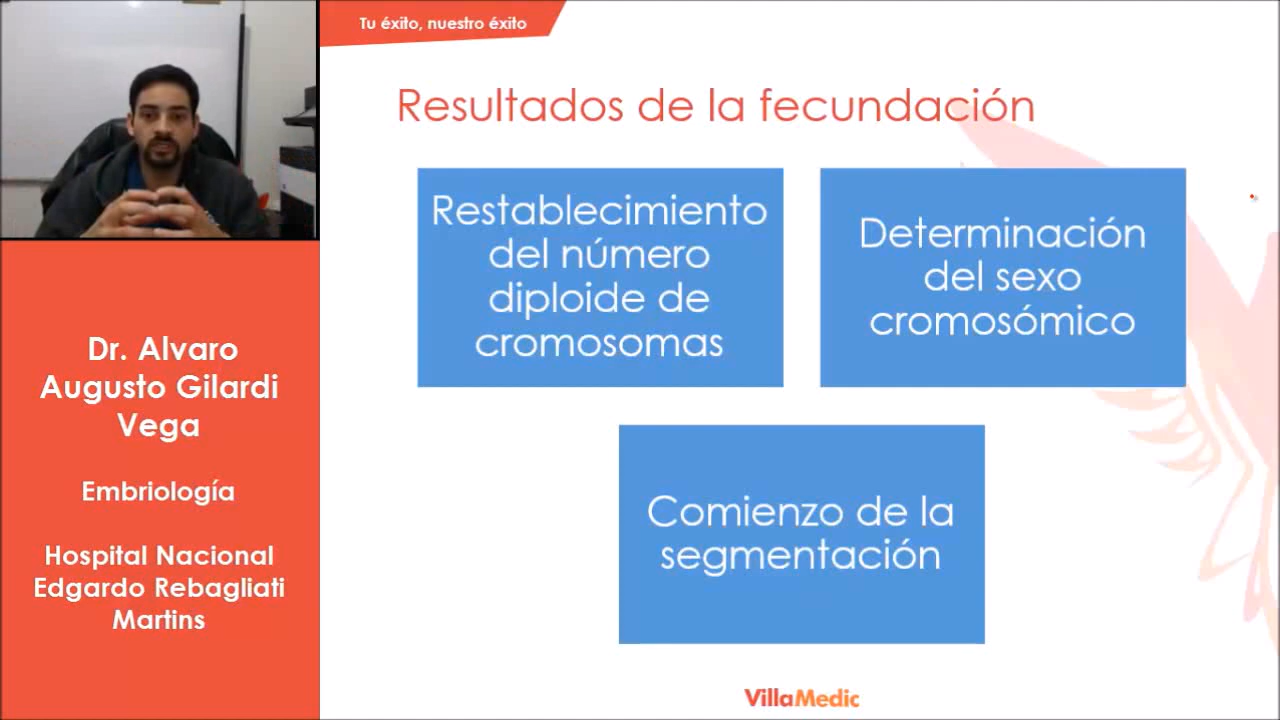 Tu éxito, nuestro éxito
Resultados de la fecundación
Restablecimiento
del número
diploide de
cromosomas
Determinación
del sexo
cromosómico
Comienzo de la
segmentación
Dr. Alvaro
Augusto Gilardi
Vega
Embriología
Hospital Nacional
Edgardo Rebagliati
Martins
VillaMedic